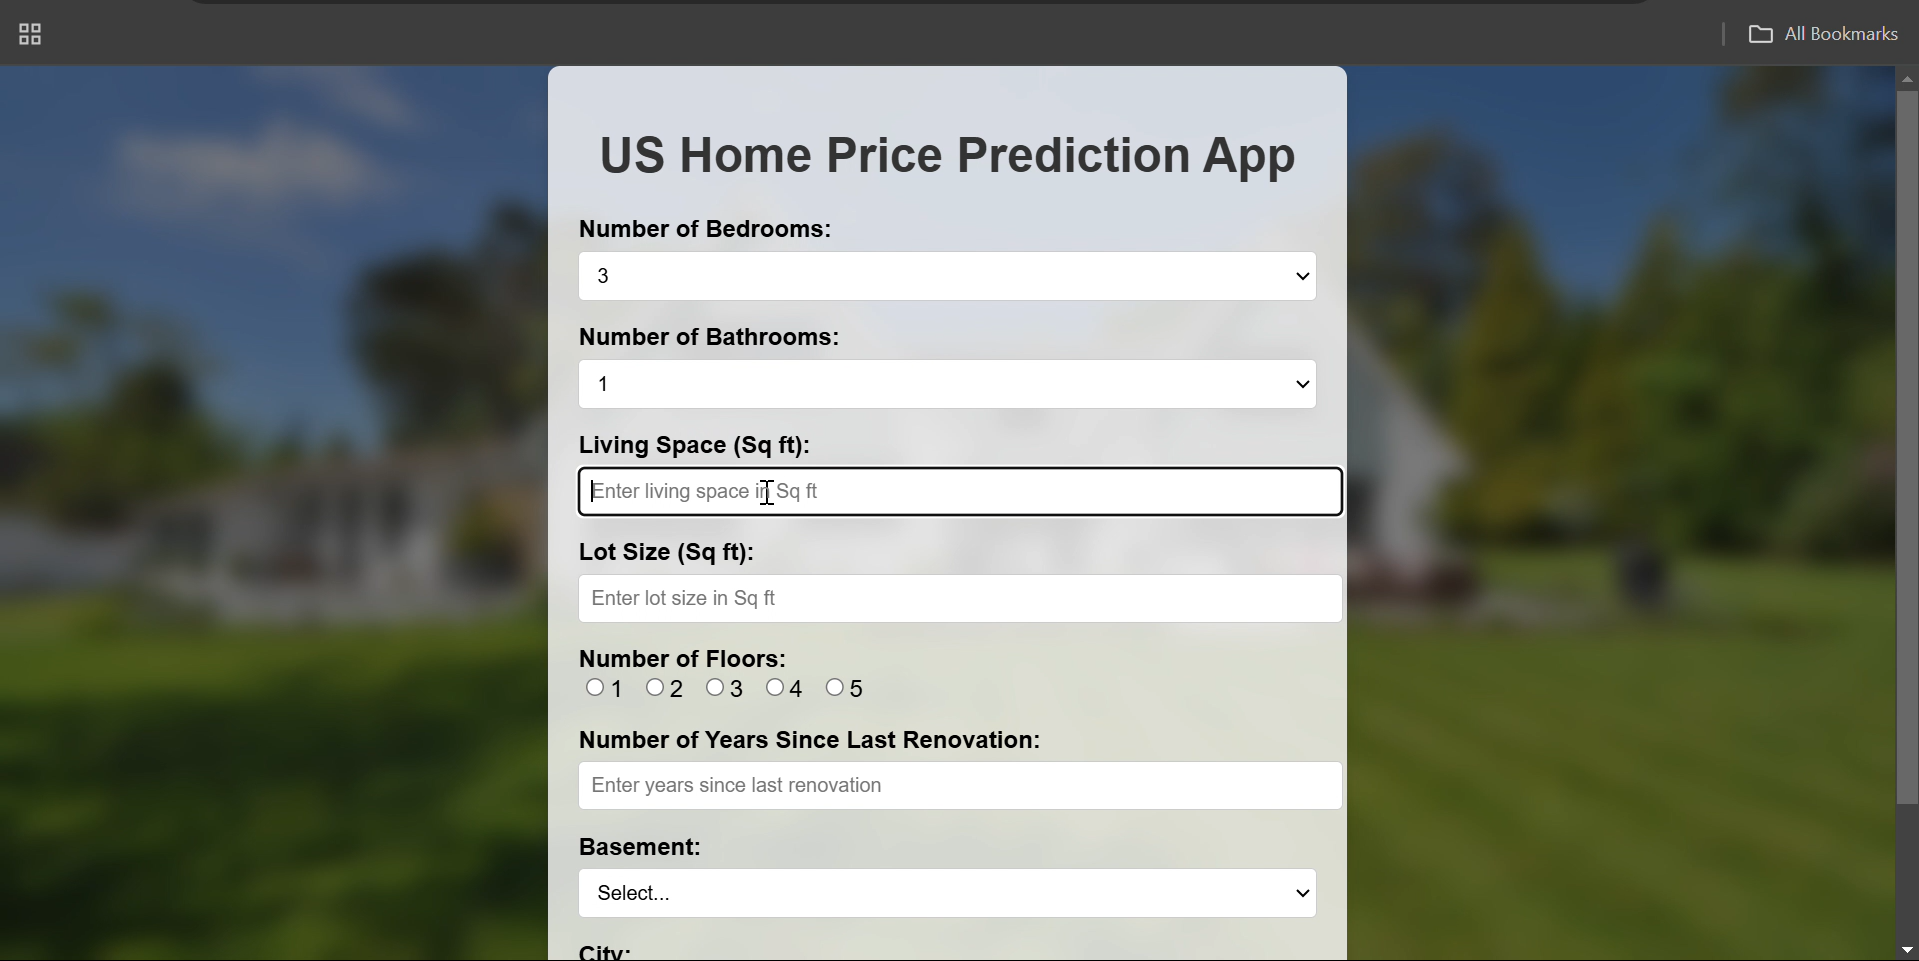 All Bookmarks
US Home Price Prediction App
Number of Bedrooms:
3
Number of Bathrooms:
1
Living Space (Sq ft):
Enter living space in Sq ft
Lot Size (Sq ft):
Enter lot size in Sq ft
Number of Floors:
1 2 3 4 5
Number of Years Since Last Renovation:
Enter years since last renovation
Basement:
Select...
City: